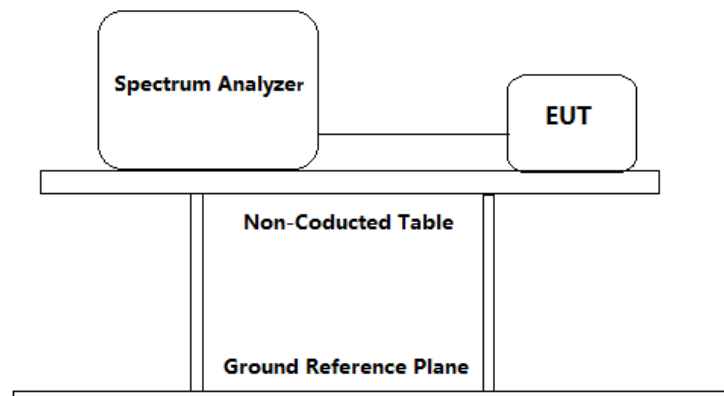 Spectrum Analyzer
EUT
Non-Coducted Table
Ground Reference Plane